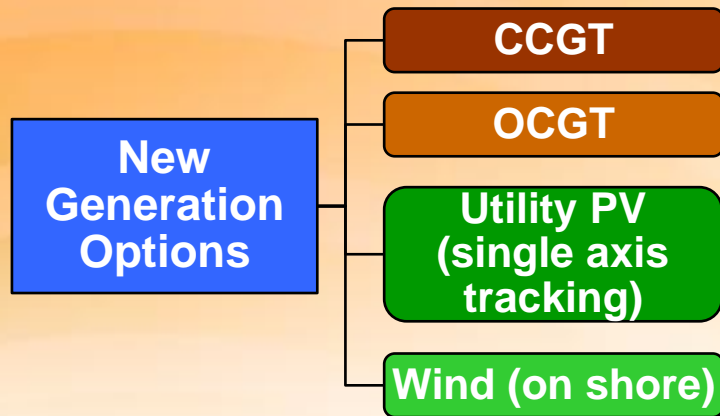 New
Generation
Options
CCGT
OCGT
Utility PV
(single axis
tracking)
Wind (on shore)